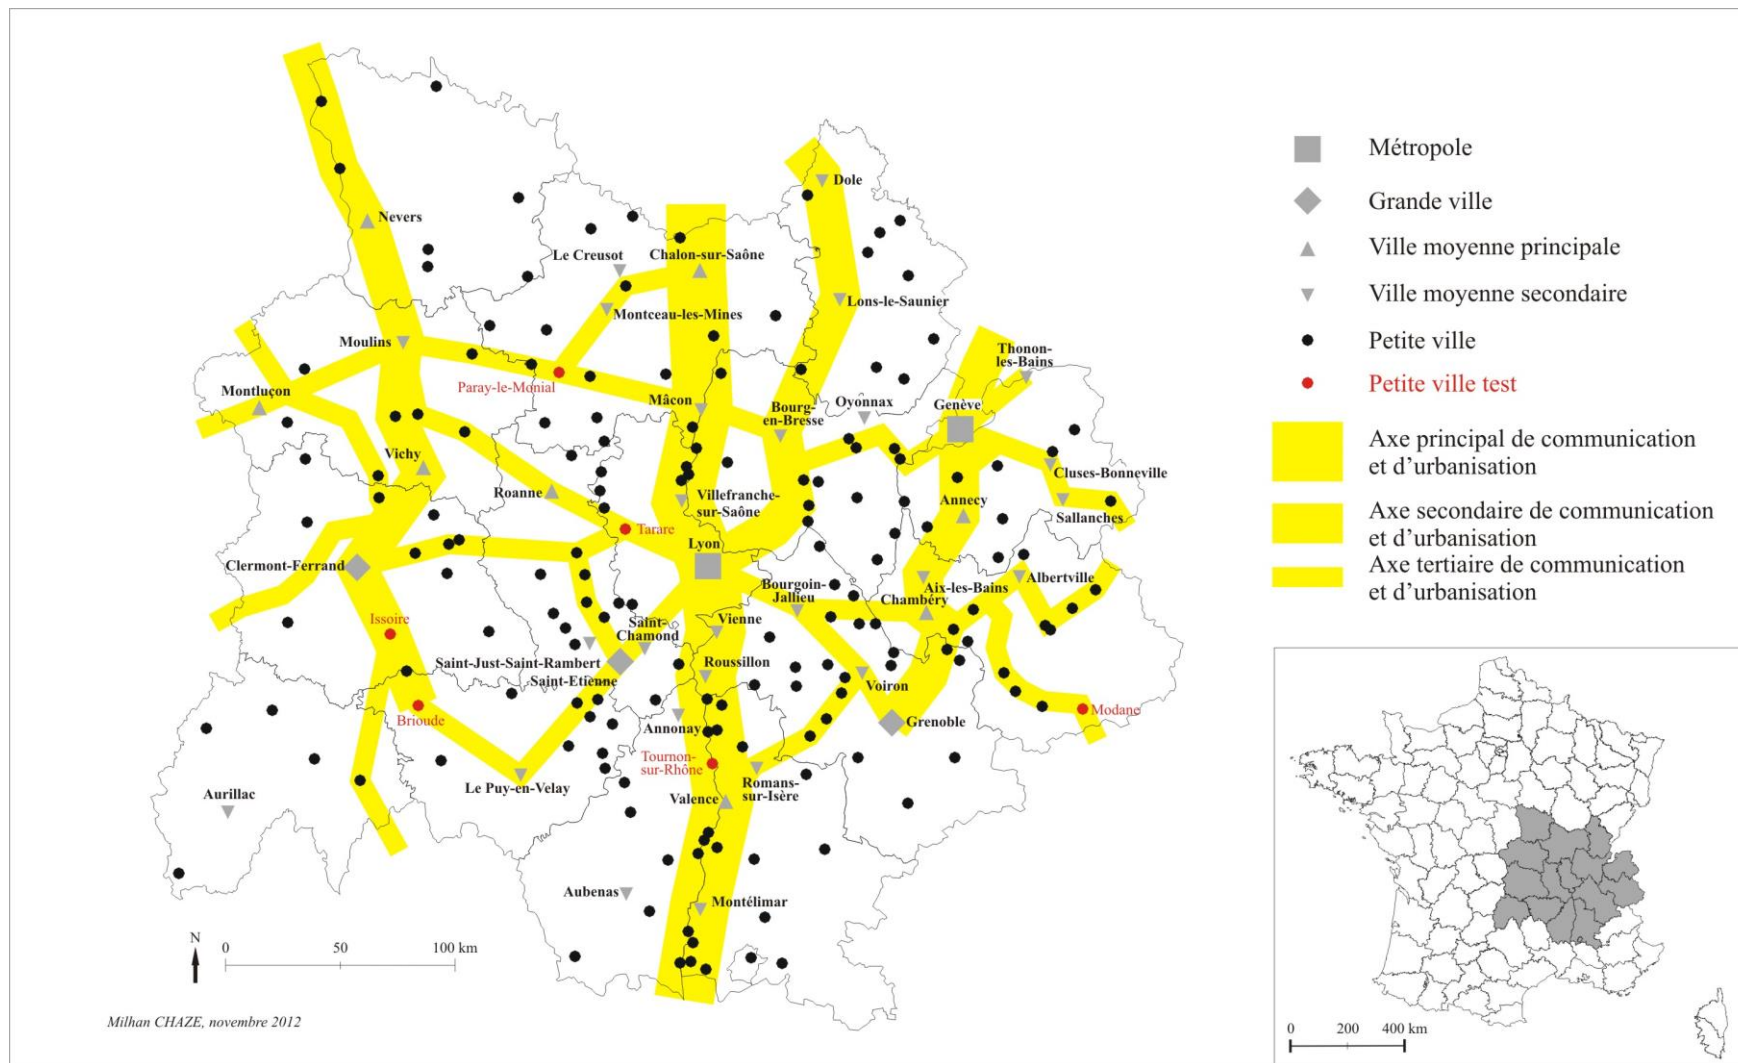 Dole
Nevers
Le Creusot
Chalon-sur-Saône
Lons-le-Saunier
Montceau-les-Mines
Moulins
Thonon-
les-Bains
Paray-le-Monial
Montluçon
Mâcon
Bourg-
en-Bresse
Oyonnax
Genève
Vichy
Cluses-Bonneville
Roanne
Villefranche-
sur-Saône
Annecy
Sallanches
Tarare
Lyon
Clermont-Ferrand
Bourgoin-
Jallieu
Aix-les-Bains
Albertville
Chambéry
Issoire
Saint-
Chamond
Vienne
Saint-Just-Saint-Rambert
Saint-Etienne
Roussillon
Voiron
Brioude
Annonay
Grenoble
Modane
Tournon-
sur-Rhône
Le Puy-en-Velay
Romans-
sur-Isère
Aurillac
Valence
Aubenas
Montélimar
N
0 50 100 km
Milhan CHAZE, novembre 2012
Métropole
Grande ville
Ville moyenne principale
Ville moyenne secondaire
Petite ville
Petite ville test
Axe principal de communication
et d'urbanisation
Axe secondaire de communication
et d'urbanisation
Axe tertiaire de communication
et d'urbanisation
0 200 400 km